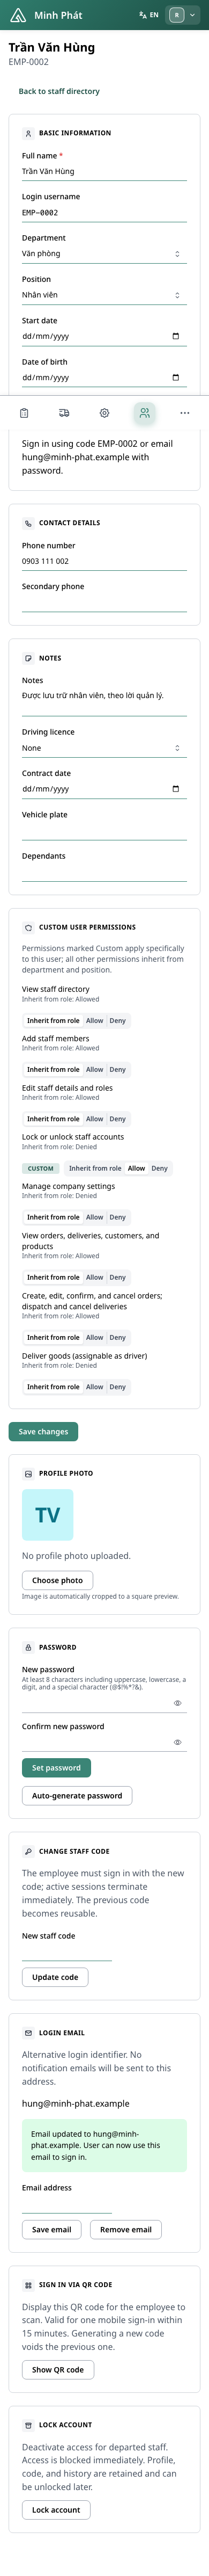 Minh Phát
EN
R
Trần Văn Hùng
EMP-0002
Back to staff directory
BASIC INFORMATION
Full name *
Trần Văn Hùng
Login username
EMP-0002
Department
Văn phòng
Position
Nhân viên
Start date
dd/mm/yyyy
Date of birth
dd/mm/yyyy
Sign in using code EMP-0002 or email
hung@minh-phat.example with
password.
CONTACT DETAILS
Phone number
0903 111 002
Secondary phone
NOTES
Notes
Được lưu trữ nhân viên, theo lời quản lý.
Driving licence
None
Contract date
dd/mm/yyyy
Vehicle plate
Dependants
CUSTOM USER PERMISSIONS
Permissions marked Custom apply specifically
to this user; all other permissions inherit from
department and position.
View staff directory
Inherit from role: Allowed
Inherit from role Allow Deny
Add staff members
Inherit from role: Allowed
Inherit from role Allow Deny
Edit staff details and roles
Inherit from role: Allowed
Inherit from role Allow Deny
Lock or unlock staff accounts
Inherit from role: Denied
CUSTOM Inherit from role Allow Deny
Manage company settings
Inherit from role: Denied
Inherit from role Allow Deny
View orders, deliveries, customers, and
products
Inherit from role: Allowed
Inherit from role Allow Deny
Create, edit, confirm, and cancel orders;
dispatch and cancel deliveries
Inherit from role: Allowed
Inherit from role Allow Deny
Deliver goods (assignable as driver)
Inherit from role: Denied
Inherit from role Allow Deny
Save changes
PROFILE PHOTO
TV
No profile photo uploaded.
Choose photo
Image is automatically cropped to a square preview.
PASSWORD
New password
At least 8 characters including uppercase, lowercase, a
digit, and a special character (@$!%*?&).
Confirm new password
Set password
Auto-generate password
CHANGE STAFF CODE
The employee must sign in with the new
code; active sessions terminate
immediately. The previous code
becomes reusable.
New staff code
Update code
LOGIN EMAIL
Alternative login identifier. No
notification emails will be sent to this
address.
hung@minh-phat.example
Email updated to hung@minh-
phat.example. User can now use this
email to sign in.
Email address
Save email
Remove email
SIGN IN VIA QR CODE
Display this QR code for the employee to
scan. Valid for one mobile sign-in within
15 minutes. Generating a new code
voids the previous one.
Show QR code
LOCK ACCOUNT
Deactivate access for departed staff.
Access is blocked immediately. Profile,
code, and history are retained and can
be unlocked later.
Lock account